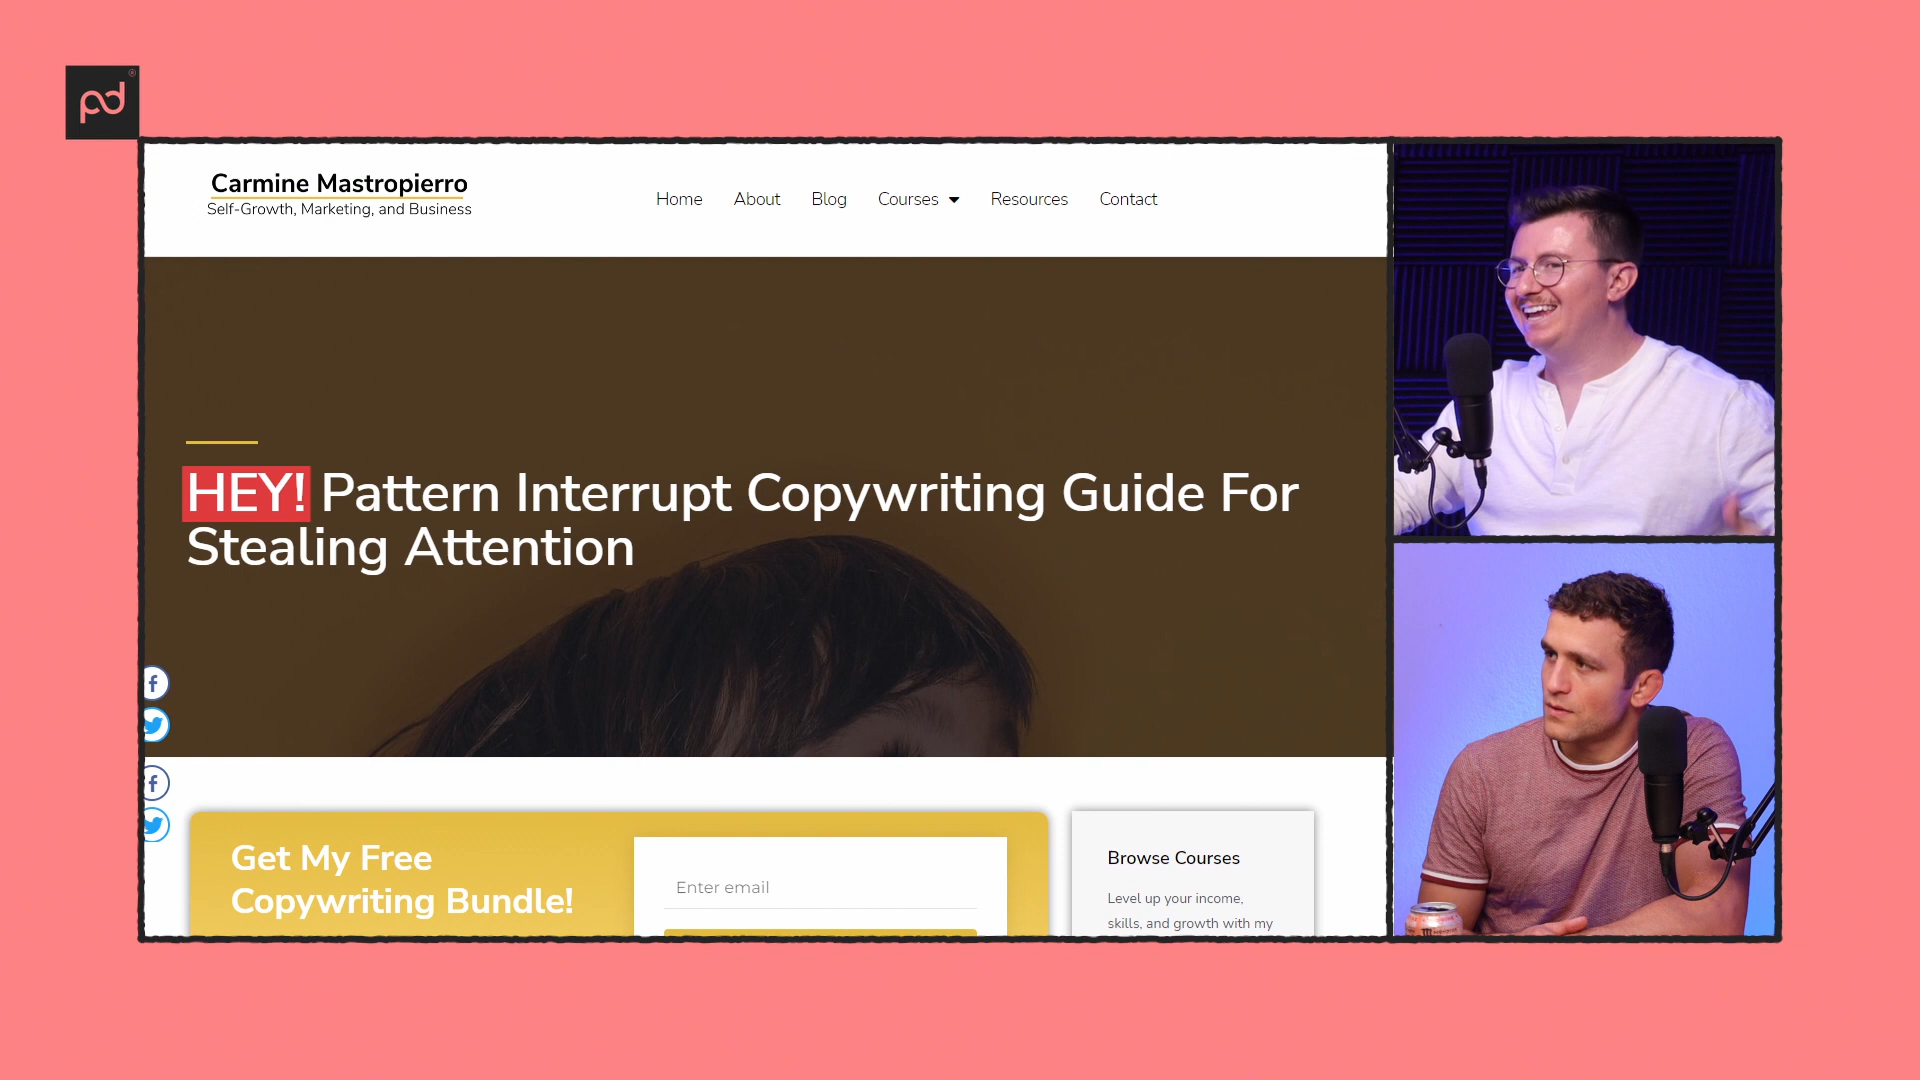 pd®
Carmine Mastropierro
Self-Growth, Marketing, and Business
Home
About
Blog
Courses
Resources
Contact
HEY! Pattern Interrupt Copywriting Guide For
Stealing Attention
Get My Free
Copywriting Bundle!
Enter email
Browse Courses
Level up your income,
skills, and growth with my